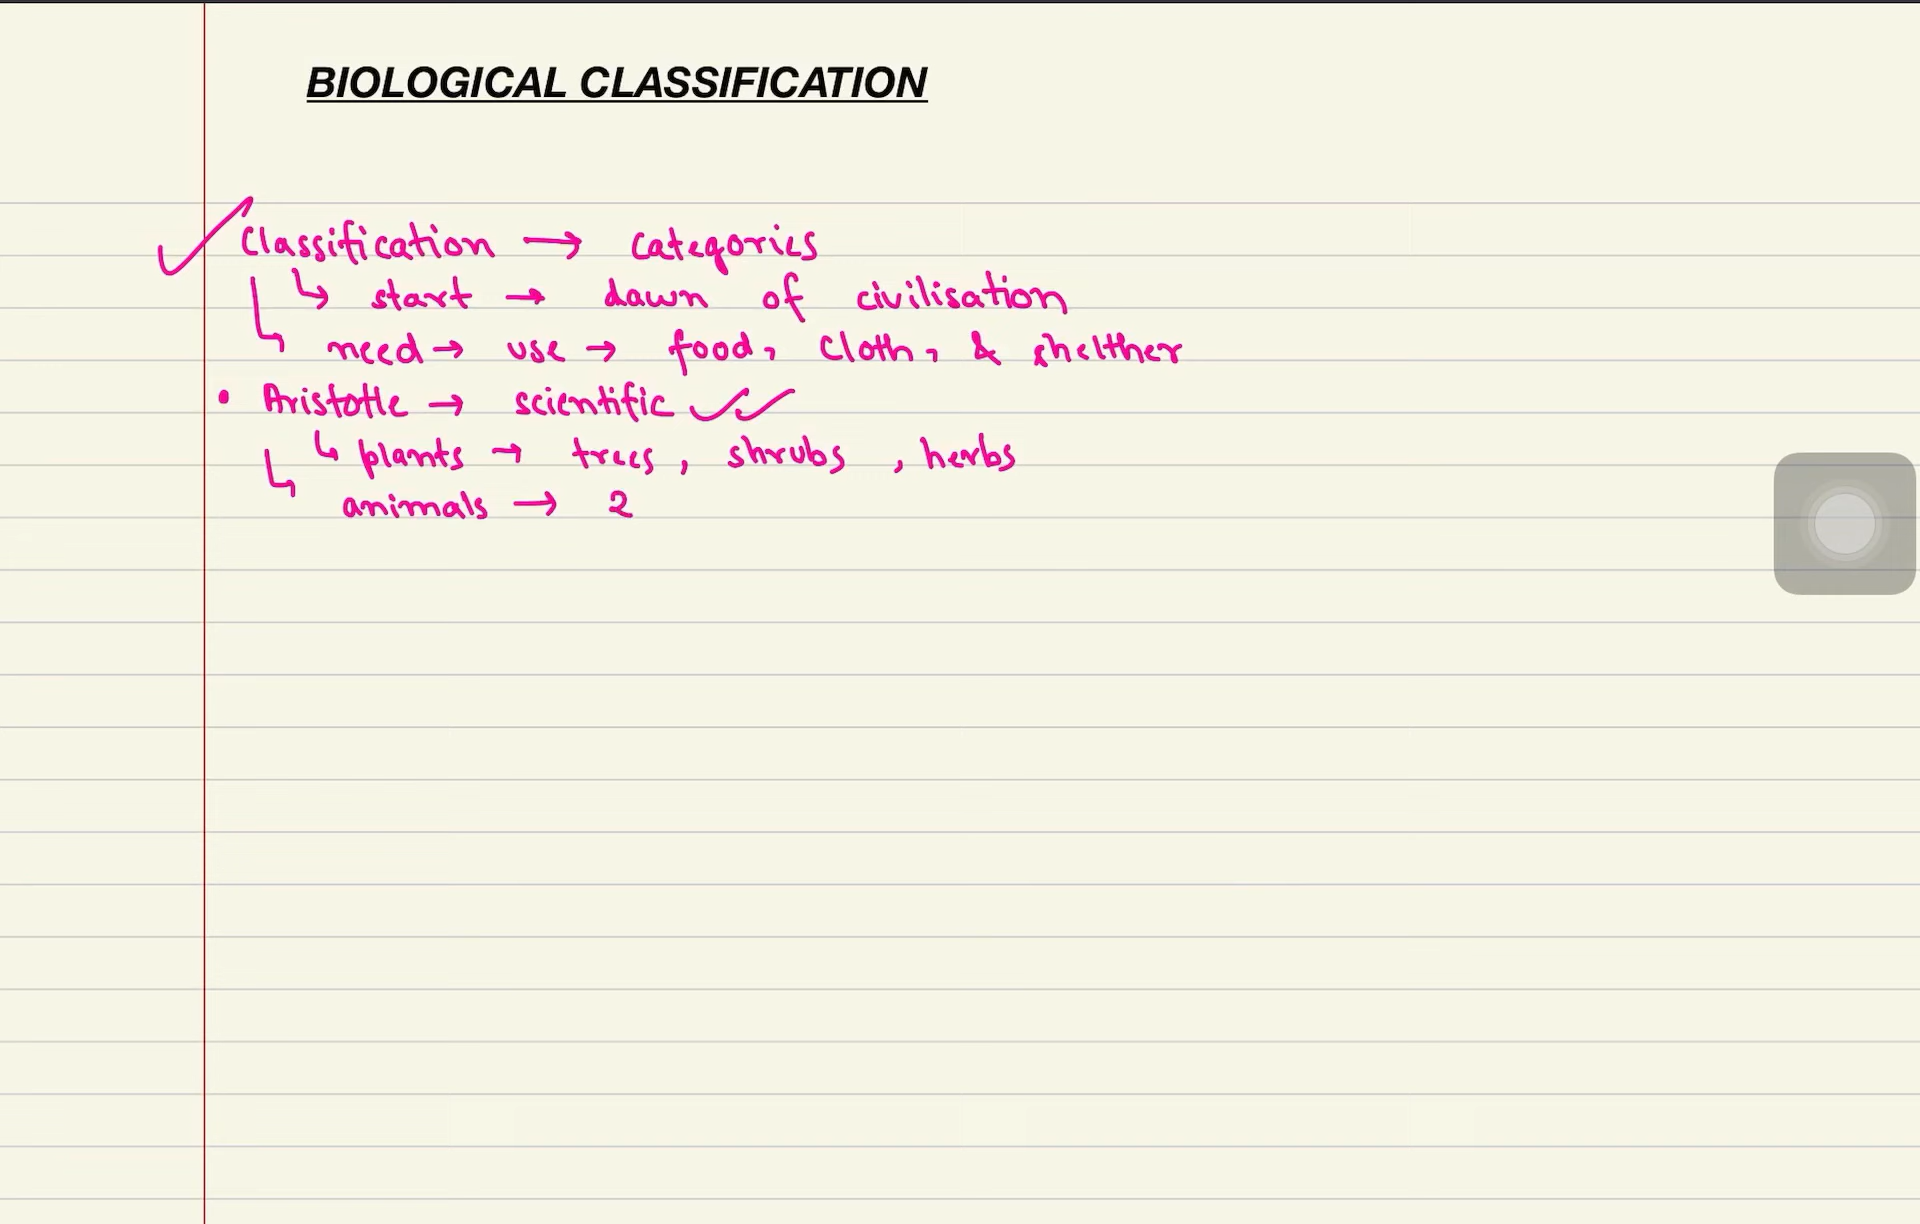 BIOLOGICAL CLASSIFICATION
Classification → categories
↳ start → dawn of civilisation
↳ need → use → food, cloth, & shelther
• Aristotle → scientific ✓✓
↳ plants → trees, shrubs, herbs
↳ animals → 2